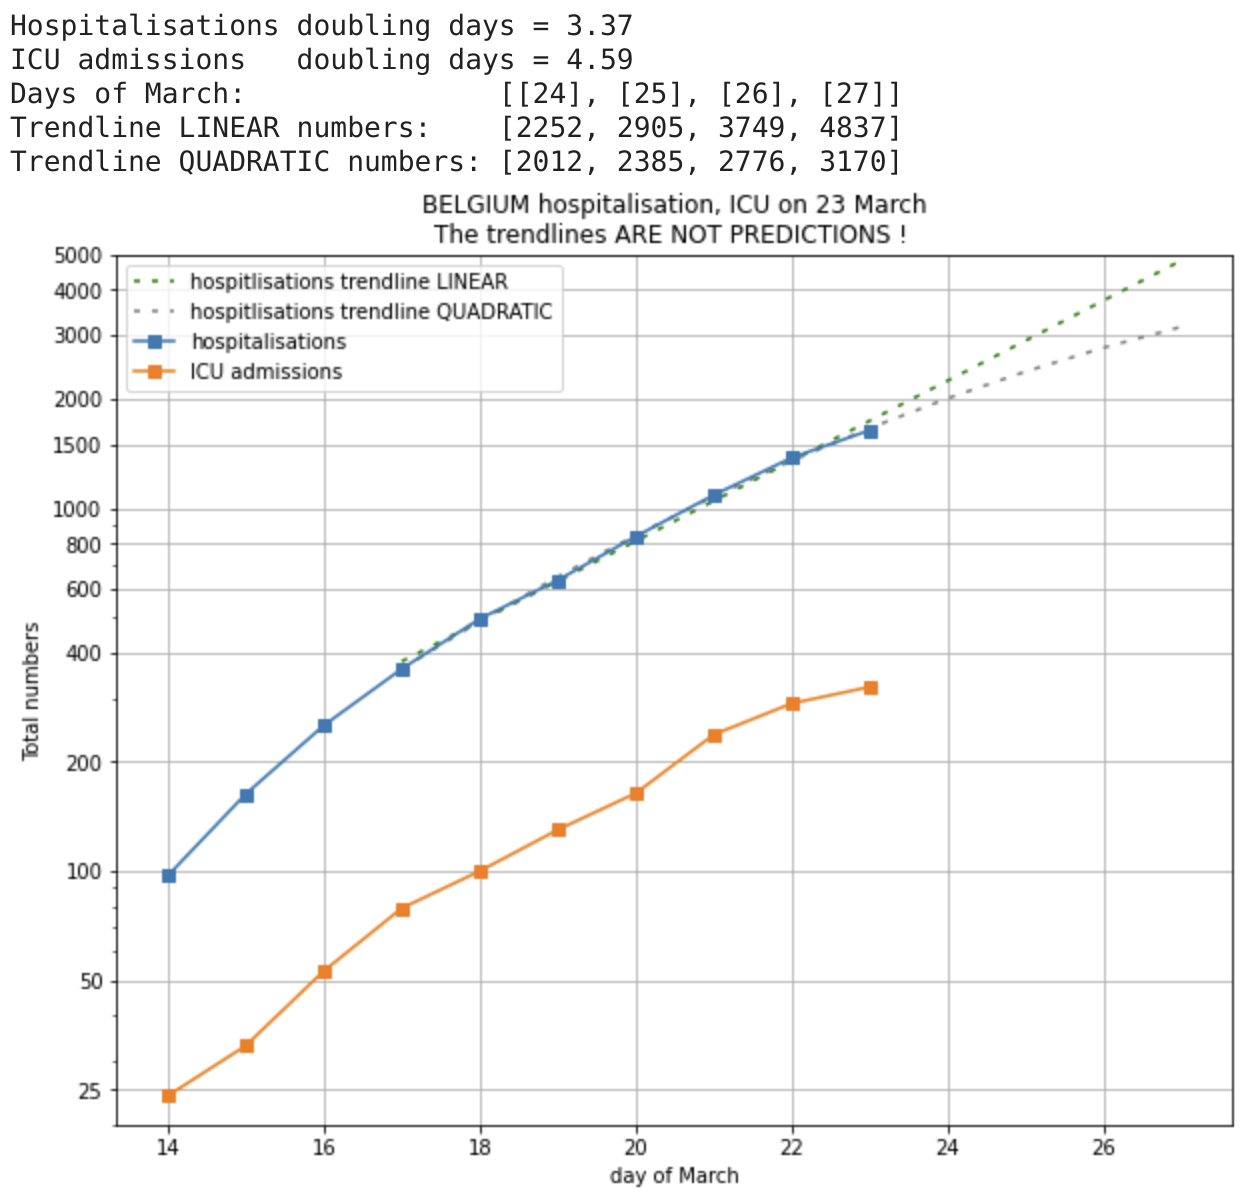 Hospitalisations doubling days = 3.37
ICU admissions   doubling days = 4.59
Days of March:               [[24], [25], [26], [27]]
Trendline LINEAR numbers:    [2252, 2905, 3749, 4837]
Trendline QUADRATIC numbers: [2012, 2385, 2776, 3170]
BELGIUM hospitalisation, ICU on 23 March
The trendlines ARE NOT PREDICTIONS !
hospitlisations trendline LINEAR
hospitlisations trendline QUADRATIC
hospitalisations
ICU admissions
5000
4000
3000
2000
1500
1000
800
600
400
200
100
50
25
Total numbers
14 16 18 20 22 24 26
day of March